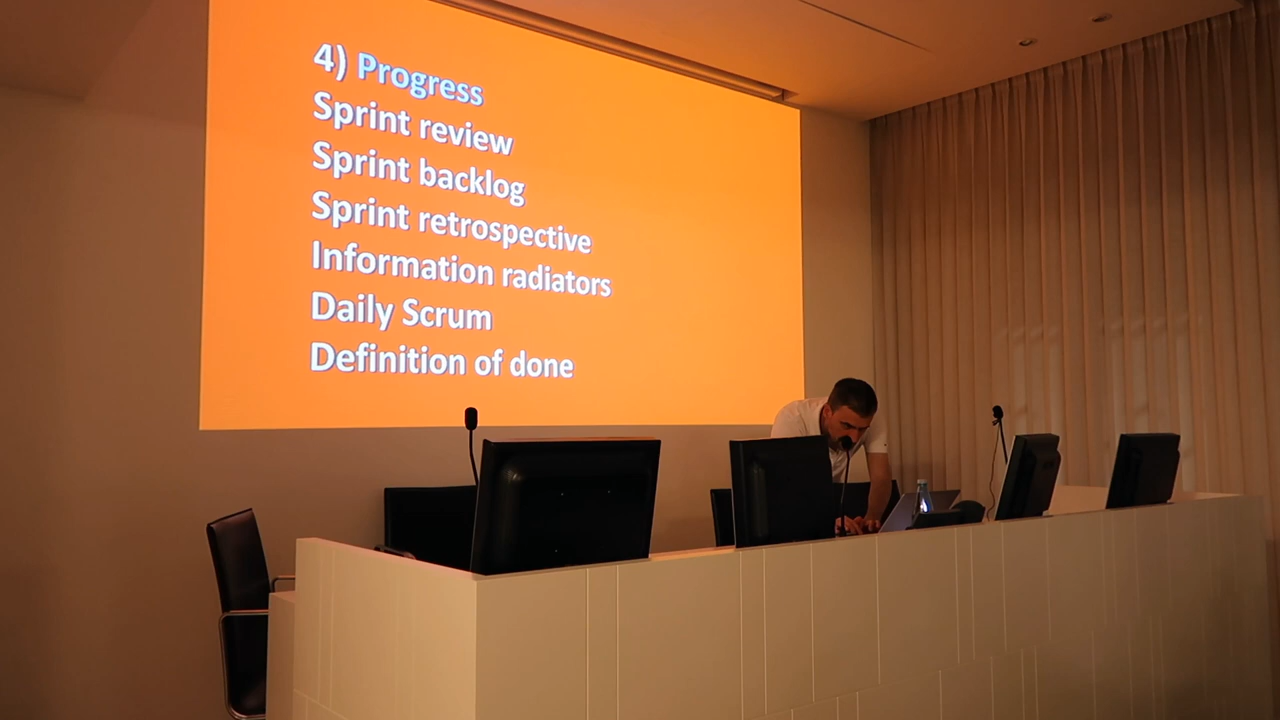 4) Progress
Sprint review
Sprint backlog
Sprint retrospective
Information radiators
Daily Scrum
Definition of done